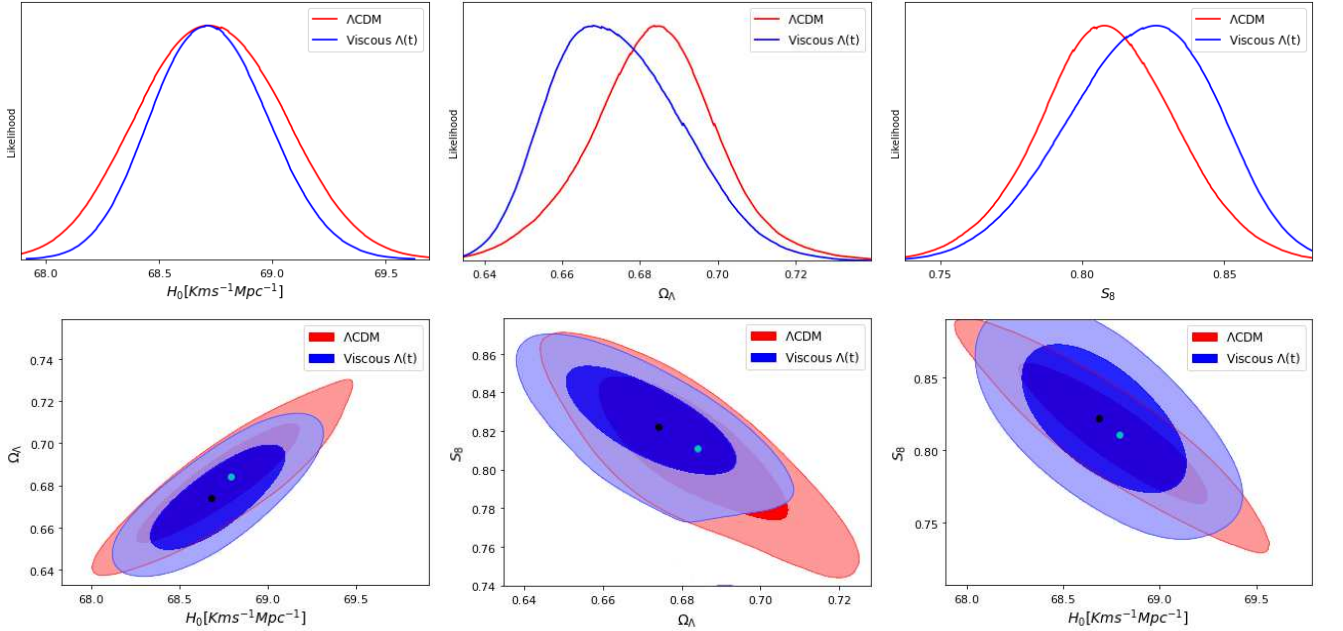 ΛCDM
Viscous Λ(t)
Likelihood
68.0 68.5 69.0 69.5
H₀[Kms⁻¹Mpc⁻¹]
ΛCDM
Viscous Λ(t)
Likelihood
0.64 0.66 0.68 0.70 0.72
Ω_Λ
ΛCDM
Viscous Λ(t)
Likelihood
0.75 0.80 0.85
S₈
ΛCDM
Viscous Λ(t)
Ω_Λ
0.74
0.72
0.70
0.68
0.66
0.64
68.0 68.5 69.0 69.5
H₀[Kms⁻¹Mpc⁻¹]
ΛCDM
Viscous Λ(t)
S₈
0.86
0.84
0.82
0.80
0.78
0.76
0.74
0.64 0.66 0.68 0.70 0.72
Ω_Λ
ΛCDM
Viscous Λ(t)
S₈
0.85
0.80
0.75
68.0 68.5 69.0 69.5
H₀[Kms⁻¹Mpc⁻¹]